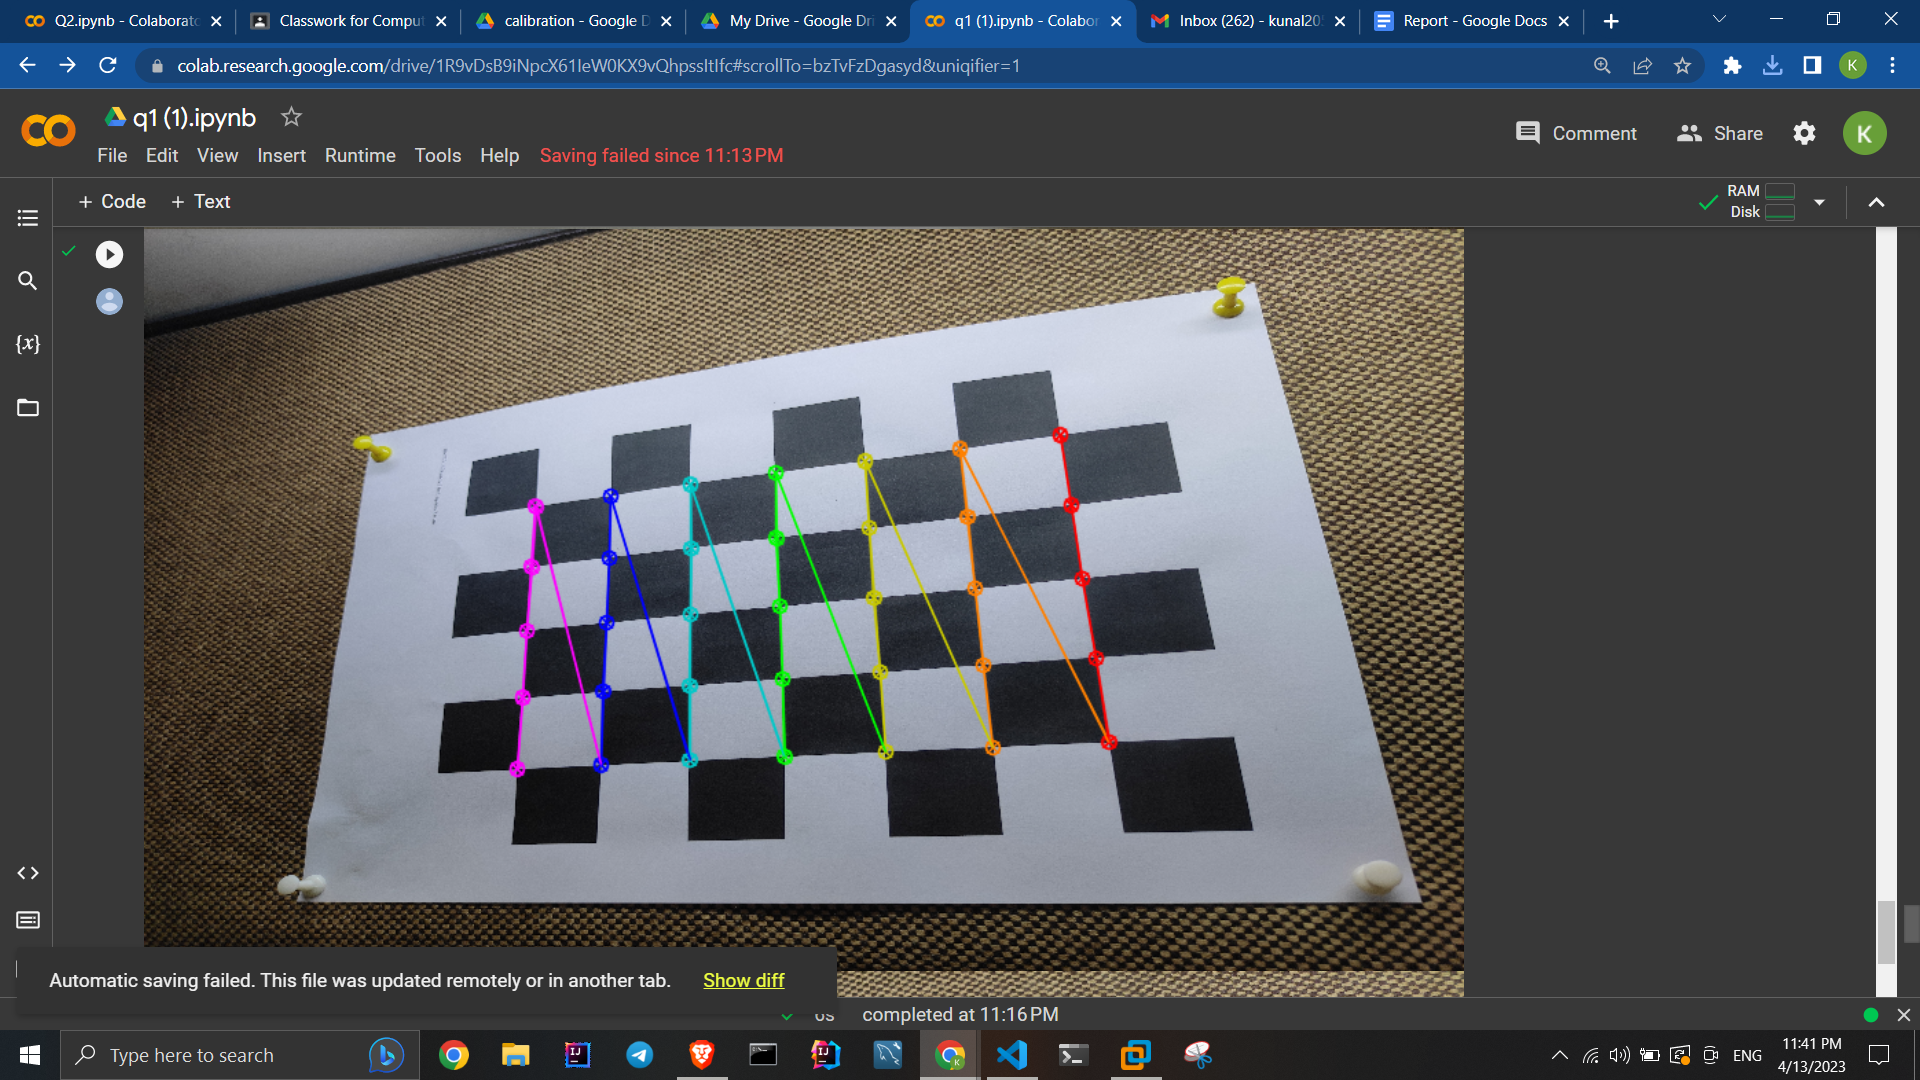 Q2.ipynb - Colaborato
Classwork for Comput
calibration - Google D
My Drive - Google Dri
q1 (1).ipynb - Colabor
Inbox (262) - kunal20
Report - Google Docs
colab.research.google.com/drive/1R9vDsB9iNpcX61IeW0KX9vQhpssItIfc#scrollTo=bzTvFzDgasyd&uniqifier=1
K
q1 (1).ipynb
Comment
Share
K
File Edit View Insert Runtime Tools Help Saving failed since 11:13 PM
+ Code + Text
RAM
Disk
{x}
Automatic saving failed. This file was updated remotely or in another tab. Show diff
0s completed at 11:16 PM
Type here to search
ENG
11:41 PM
4/13/2023